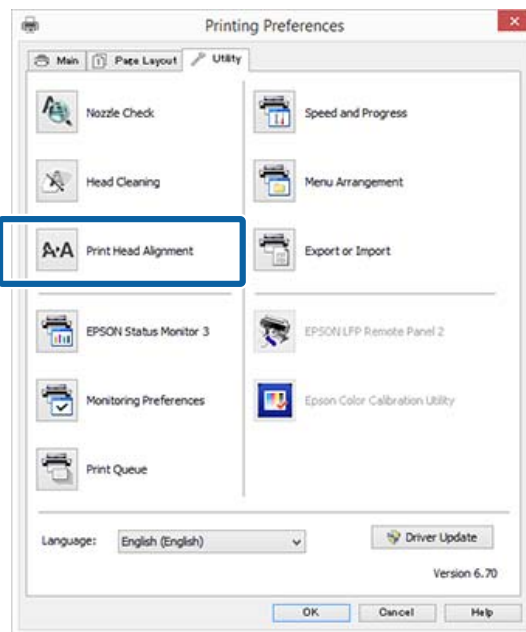 Printing Preferences
Main
Page Layout
Utility
Nozzle Check
Speed and Progress
Head Cleaning
Menu Arrangement
A·A Print Head Alignment
Export or Import
EPSON Status Monitor 3
EPSON LFP Remote Panel 2
Monitoring Preferences
Epson Color Calibration Utility
Print Queue
Language: English (English)
Driver Update
Version 6.70
OK Cancel Help